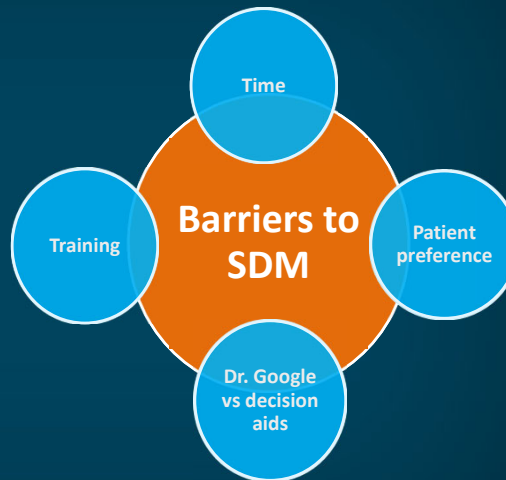 Time
Barriers to
SDM
Training
Patient
preference
Dr. Google
vs decision
aids